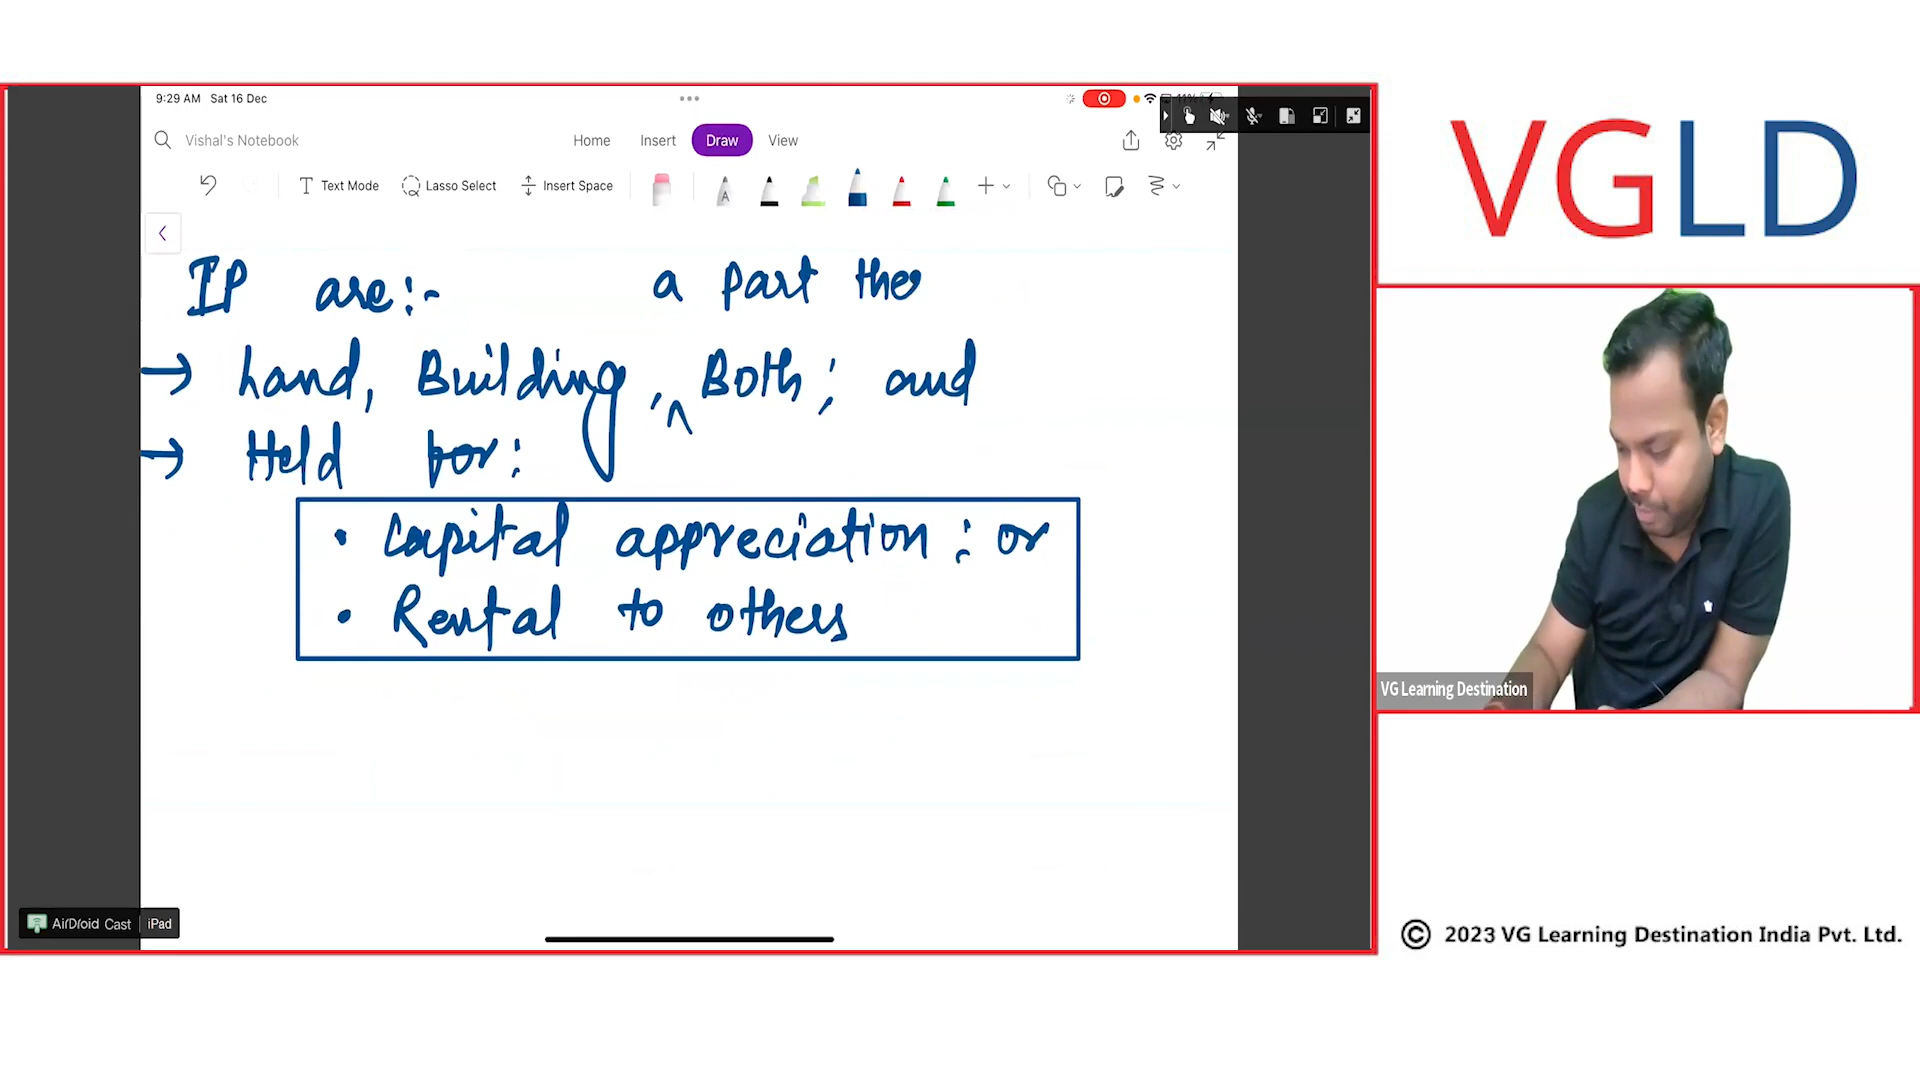 9:29 AM Sat 16 Dec
11%
VGLD
Vishal's Notebook
Home Insert Draw View
Text Mode Lasso Select Insert Space
IP are:-
a part the
→ Land, Building, ^ Both; and
→ Held for:
• Capital appreciation: or
• Rental to others
VG Learning Destination
AirDroid Cast iPad
© 2023 VG Learning Destination India Pvt. Ltd.